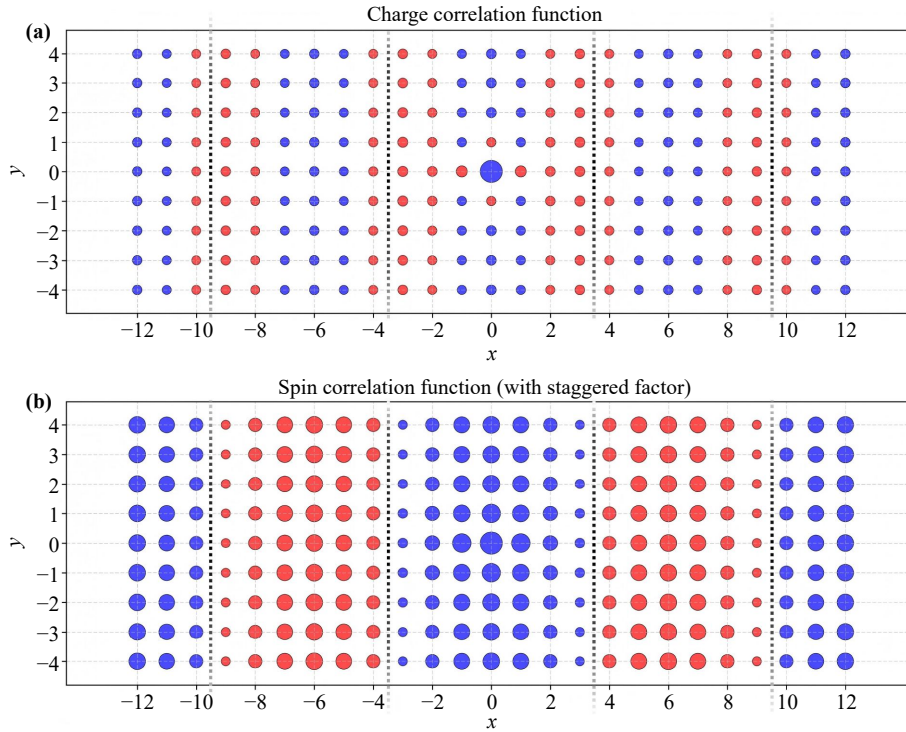 Charge correlation function
(a)
4
3
2
1
0
−1
−2
−3
−4
y
−12 −10 −8 −6 −4 −2 0 2 4 6 8 10 12
x
Spin correlation function (with staggered factor)
(b)
4
3
2
1
0
−1
−2
−3
−4
y
−12 −10 −8 −6 −4 −2 0 2 4 6 8 10 12
x